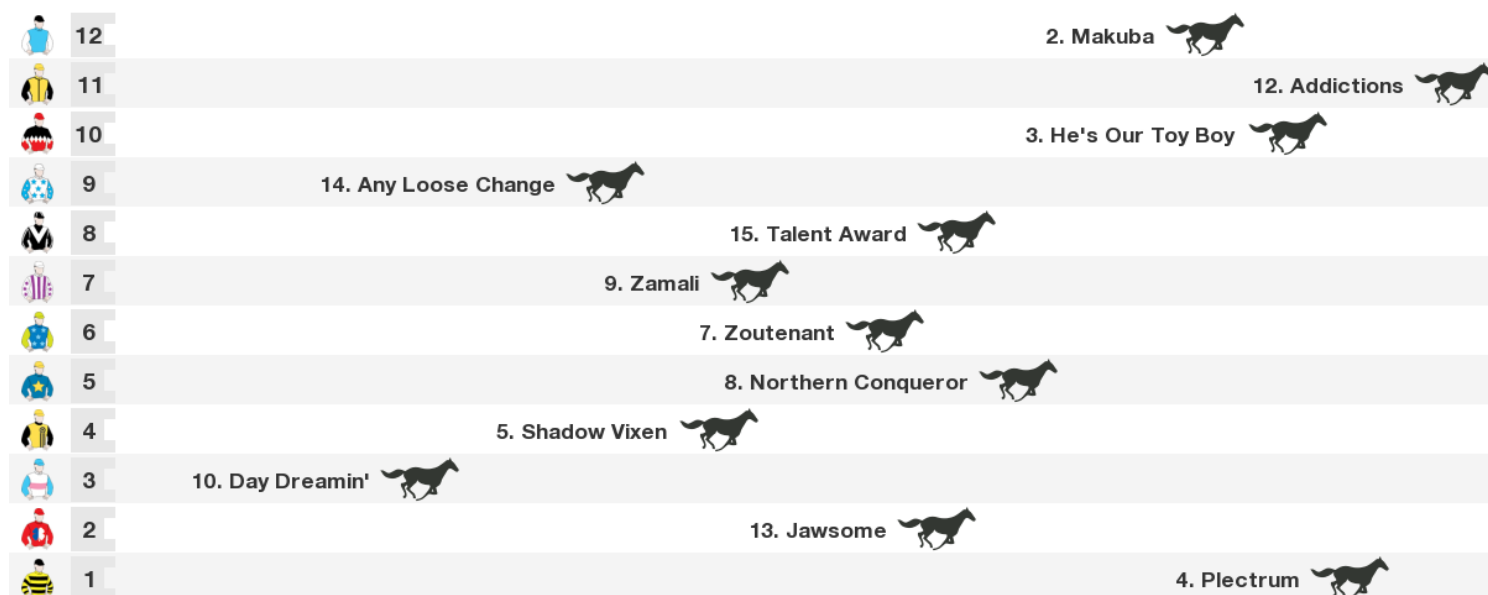 12 2. Makuba
11 12. Addictions
10 3. He's Our Toy Boy
9 14. Any Loose Change
8 15. Talent Award
7 9. Zamali
6 7. Zoutenant
5 8. Northern Conqueror
4 5. Shadow Vixen
3 10. Day Dreamin'
2 13. Jawsome
1 4. Plectrum